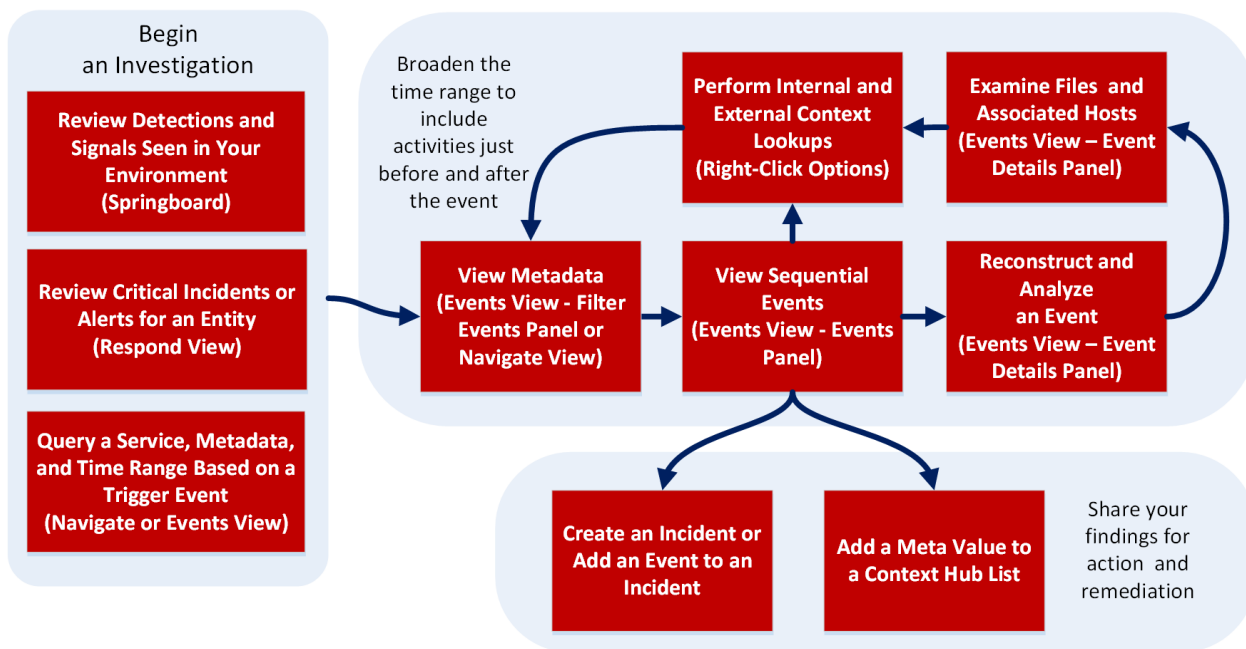 Begin
an Investigation
Review Detections and
Signals Seen in Your
Environment
(Springboard)
Review Critical Incidents or
Alerts for an Entity
(Respond View)
Query a Service, Metadata,
and Time Range Based on a
Trigger Event
(Navigate or Events View)
Broaden the
time range to
include
activities just
before and after
the event
Perform Internal and
External Context
Lookups
(Right-Click Options)
Examine Files and
Associated Hosts
(Events View – Event
Details Panel)
View Metadata
(Events View - Filter
Events Panel or
Navigate View)
View Sequential
Events
(Events View - Events
Panel)
Reconstruct and
Analyze
an Event
(Events View – Event
Details Panel)
Create an Incident or
Add an Event to an
Incident
Add a Meta Value to
a Context Hub List
Share your
findings for
action and
remediation